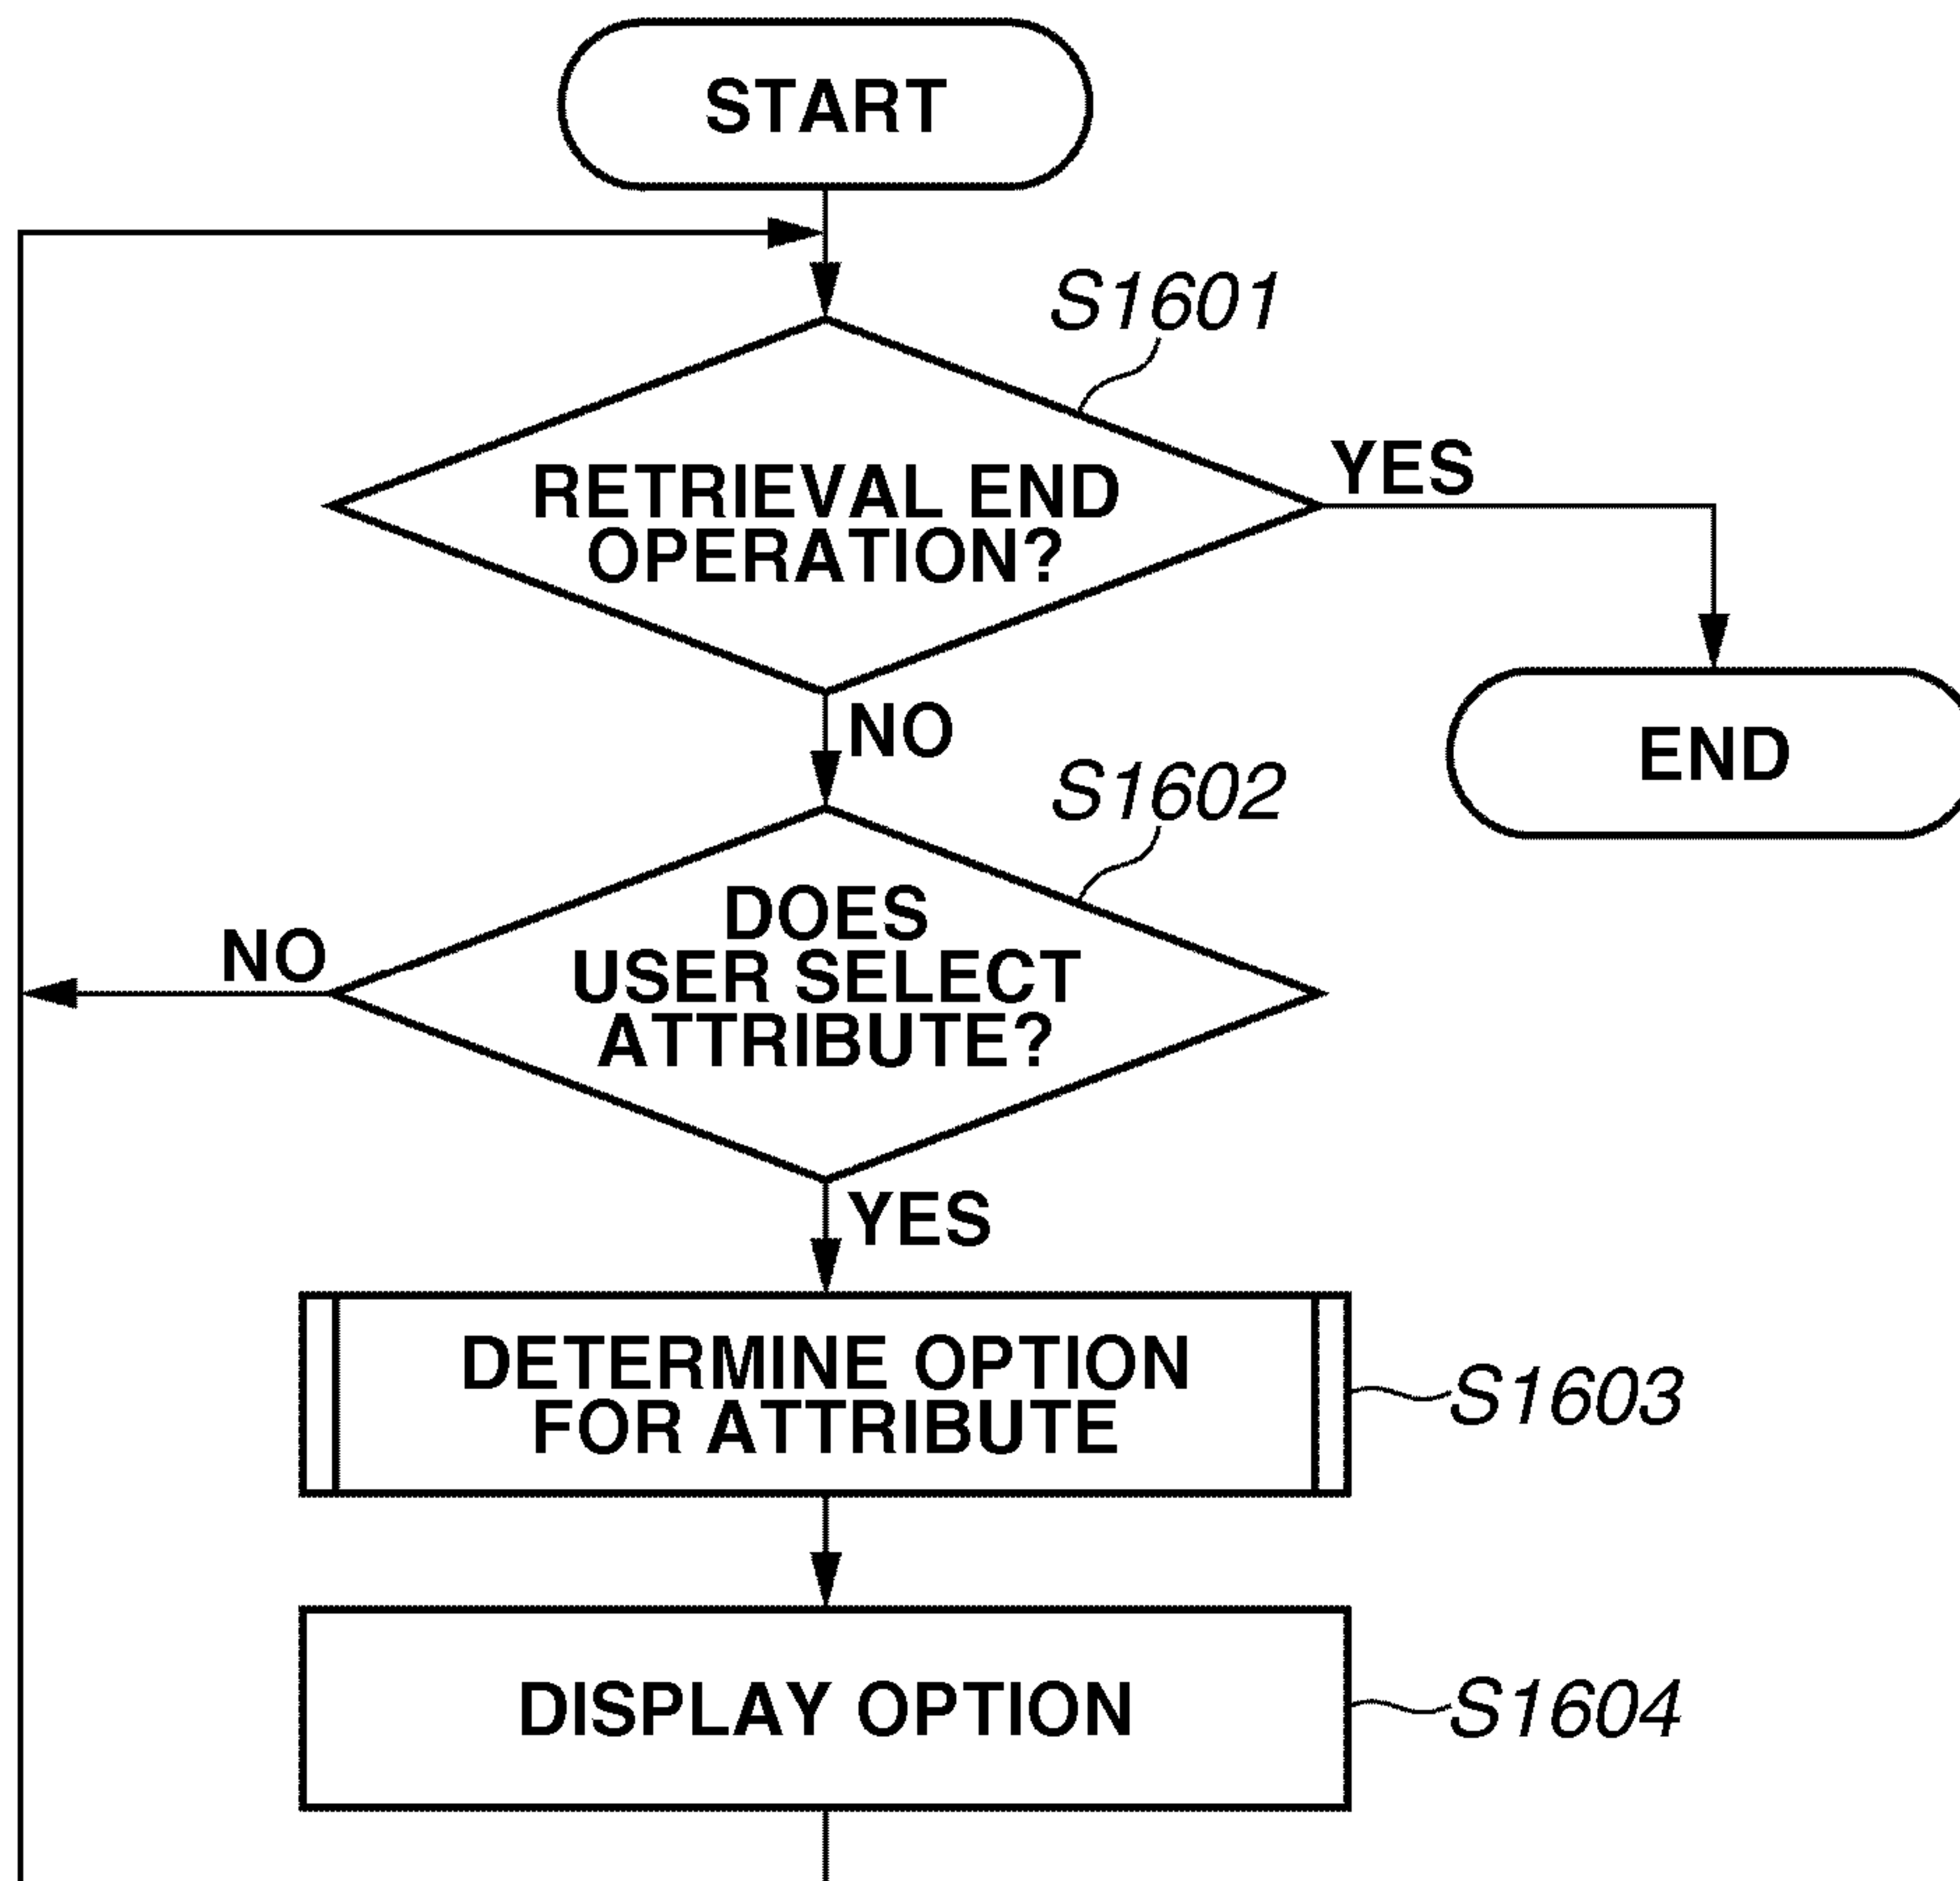 START
S1601
RETRIEVAL END
OPERATION?
YES
END
NO
S1602
DOES
USER SELECT
ATTRIBUTE?
NO
YES
DETERMINE OPTION
FOR ATTRIBUTE
S1603
DISPLAY OPTION
S1604